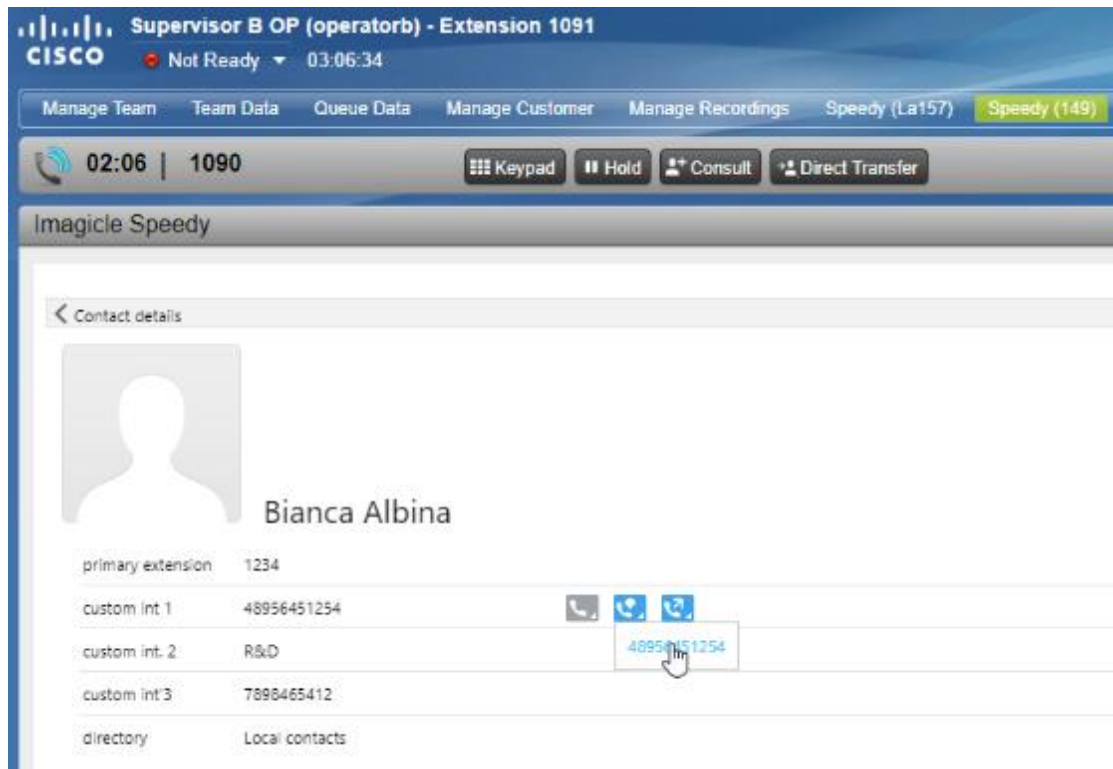 Supervisor B OP (operatorb) - Extension 1091
CISCO Not Ready 03:06:34
Manage Team Team Data Queue Data Manage Customer Manage Recordings Speedy (La157) Speedy (149)
02:06 | 1090 Keypad Hold Consult Direct Transfer
Imagicle Speedy
Contact details
Bianca Albina
primary extension 1234
custom int 1 48956451254
custom int. 2 R&D 48956451254
custom int'3 7898465412
directory Local contacts